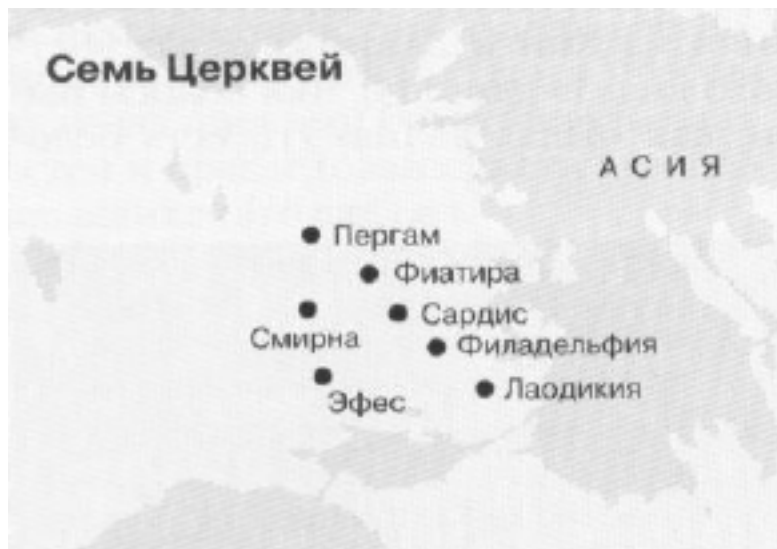 Семь Церквей
АСИЯ
Пергам
Фиатира
Сардис
Смирна
Филадельфия
Эфес
Лаодикия